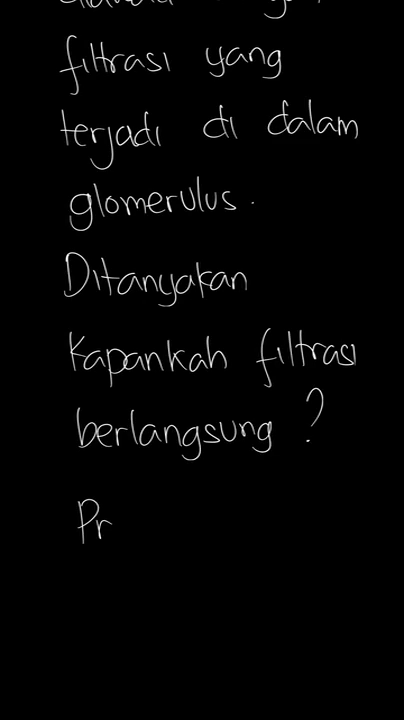 filtrasi yang
terjadi di dalam
glomerulus.
Ditanyakan
Kapankah filtrasi
berlangsung?
Pr